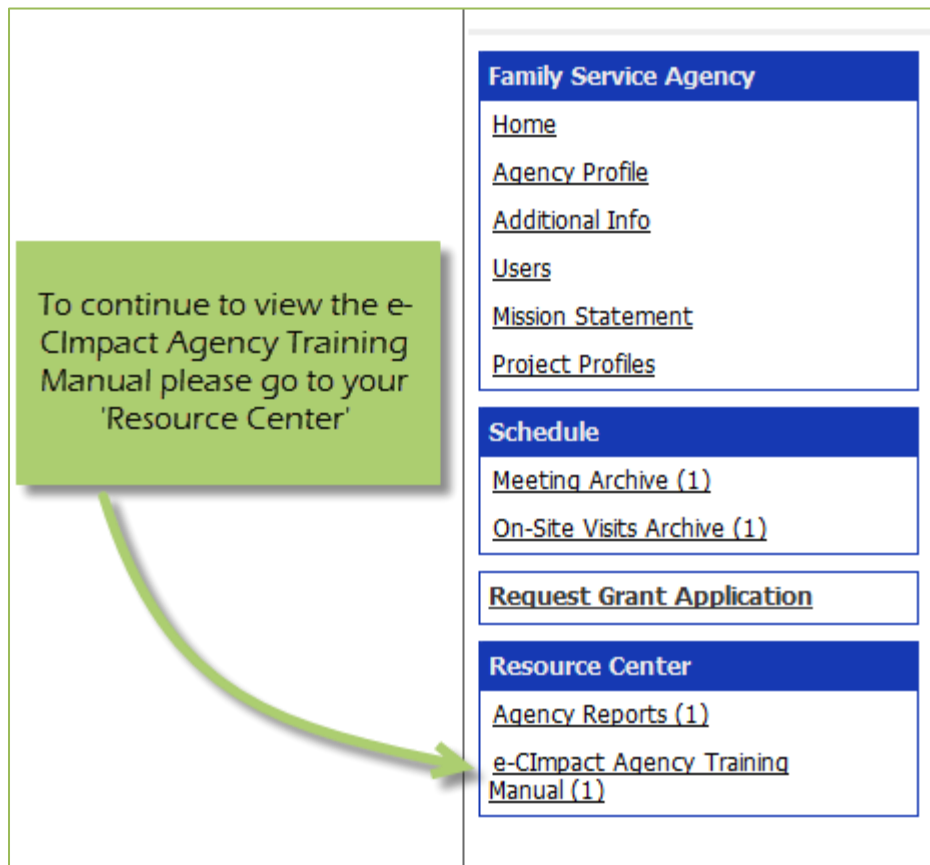 To continue to view the e-
CImpact Agency Training
Manual please go to your
'Resource Center'
Family Service Agency
Home
Agency Profile
Additional Info
Users
Mission Statement
Project Profiles
Schedule
Meeting Archive (1)
On-Site Visits Archive (1)
Request Grant Application
Resource Center
Agency Reports (1)
e-CImpact Agency Training
Manual (1)